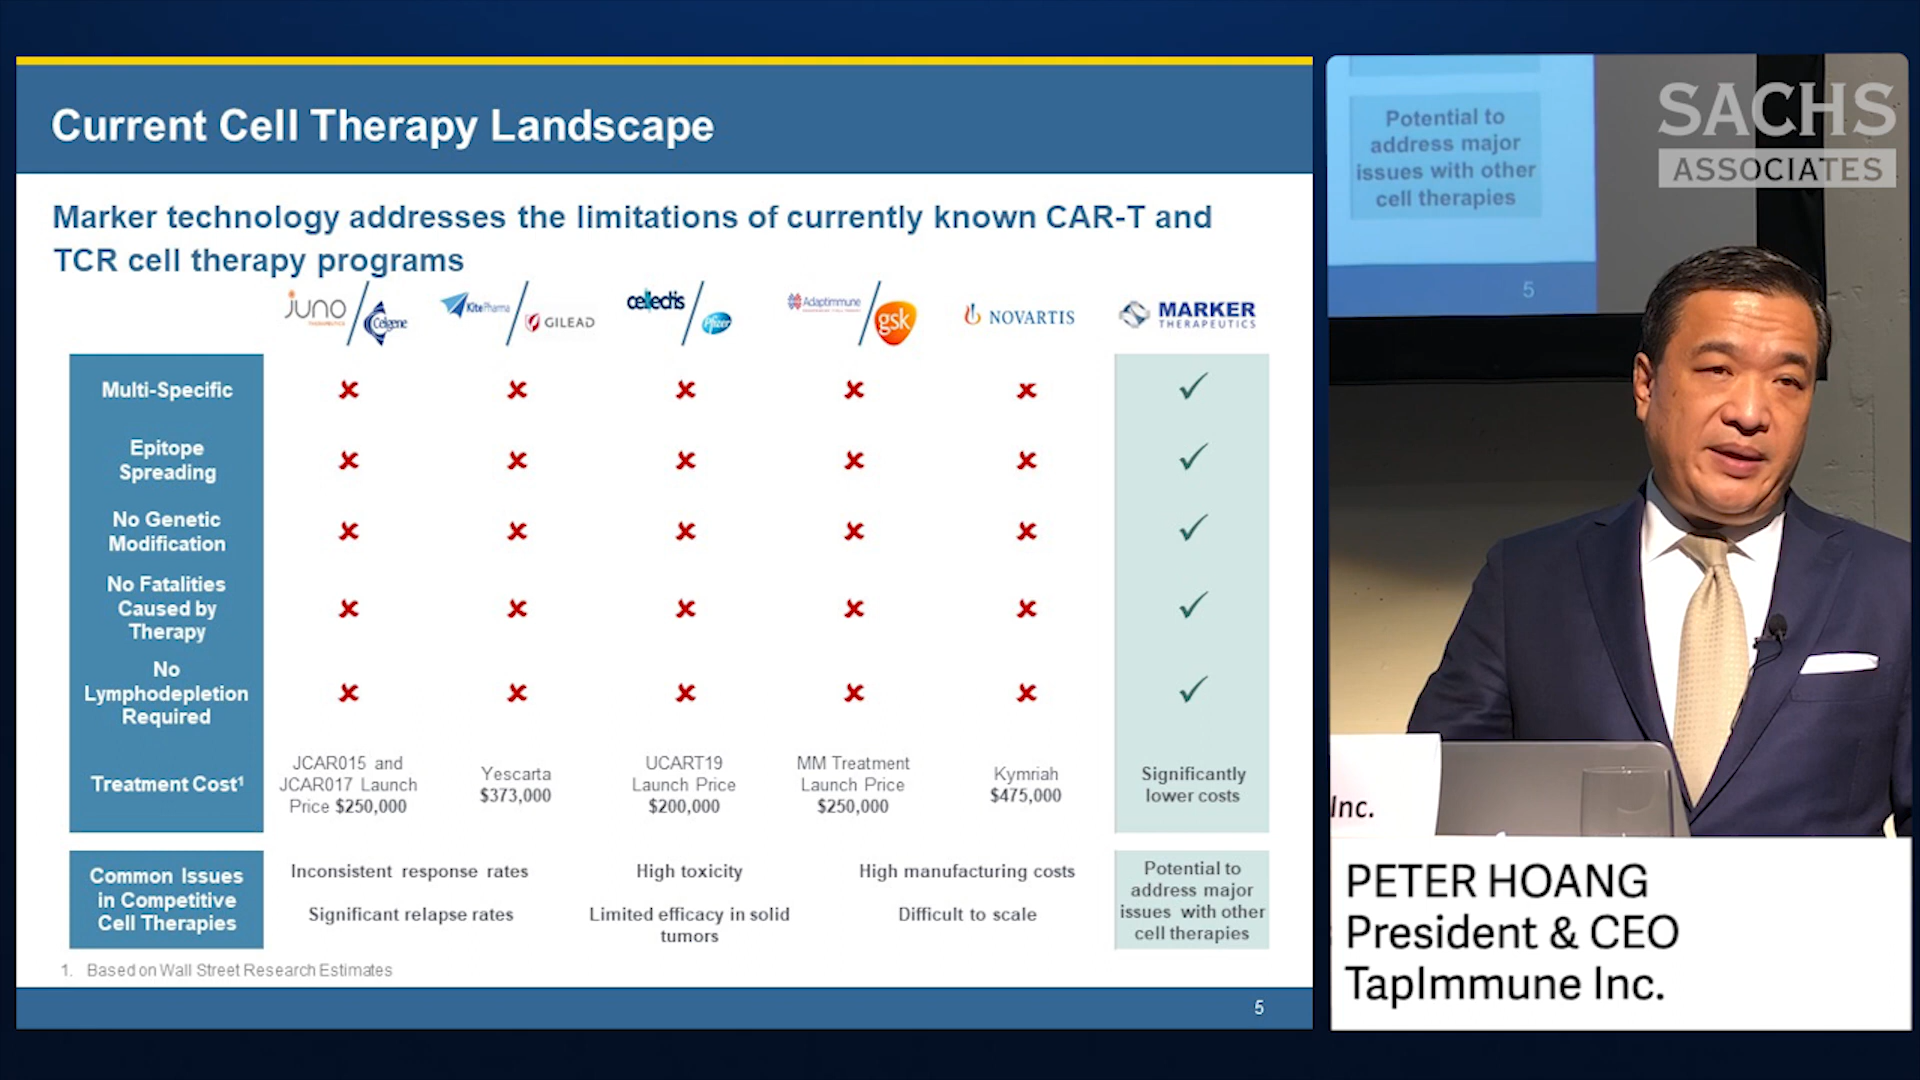 Current Cell Therapy Landscape
Marker technology addresses the limitations of currently known CAR-T and
TCR cell therapy programs
juno
THERAPEUTICS
Celgene
Kite Pharma
GILEAD
cellectis
Pfizer
Adaptimmune
gsk
NOVARTIS
MARKER
THERAPEUTICS
Multi-Specific
Epitope
Spreading
No Genetic
Modification
No Fatalities
Caused by
Therapy
No
Lymphodepletion
Required
Treatment Cost¹
JCAR015 and
JCAR017 Launch
Price $250,000
Yescarta
$373,000
UCART19
Launch Price
$200,000
MM Treatment
Launch Price
$250,000
Kymriah
$475,000
Significantly
lower costs
Common Issues
in Competitive
Cell Therapies
Inconsistent response rates
High toxicity
High manufacturing costs
Significant relapse rates
Limited efficacy in solid
tumors
Difficult to scale
Potential to
address major
issues with other
cell therapies
1. Based on Wall Street Research Estimates
5
Potential to
address major
issues with other
cell therapies
5
SACHS
ASSOCIATES
Inc.
PETER HOANG
President & CEO
TapImmune Inc.